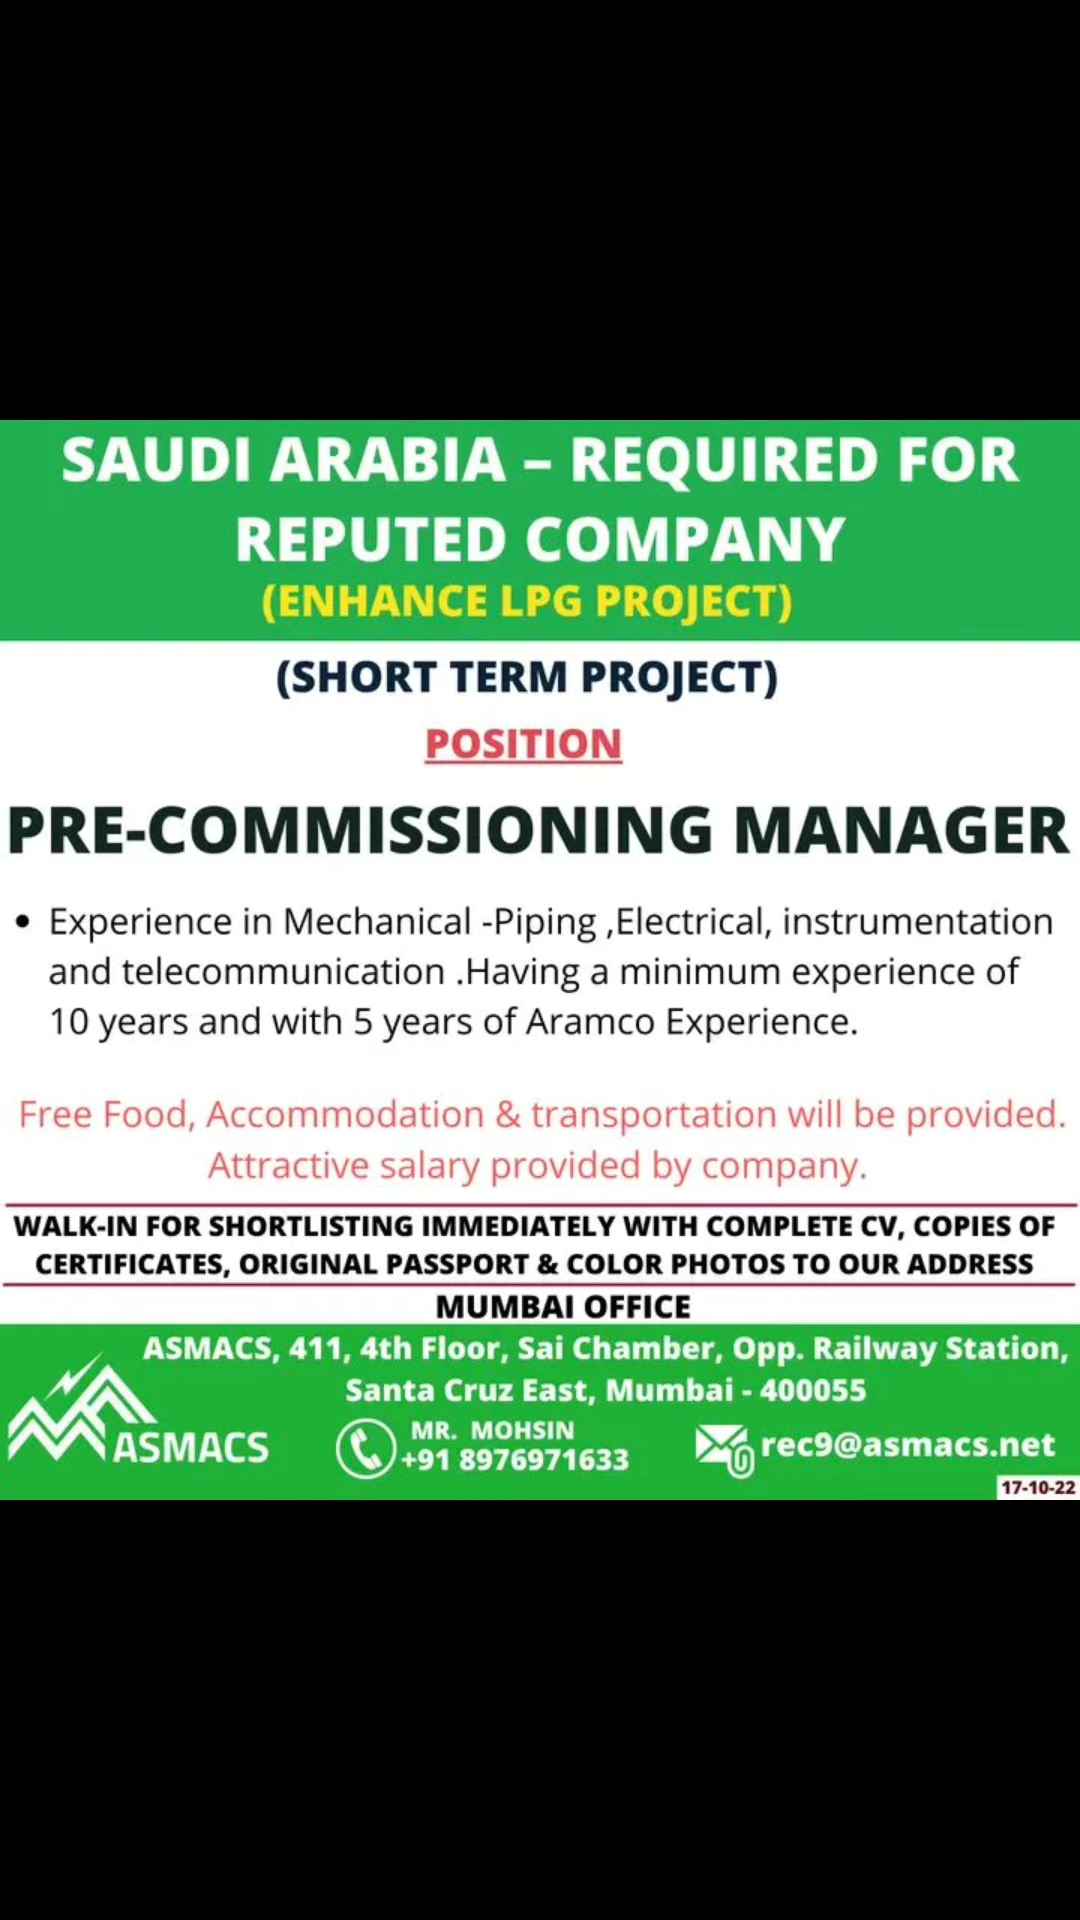 SAUDI ARABIA – REQUIRED FOR
REPUTED COMPANY
(ENHANCE LPG PROJECT)
(SHORT TERM PROJECT)
POSITION
PRE-COMMISSIONING MANAGER
• Experience in Mechanical -Piping ,Electrical, instrumentation
and telecommunication .Having a minimum experience of
10 years and with 5 years of Aramco Experience.
Free Food, Accommodation & transportation will be provided.
Attractive salary provided by company.
WALK-IN FOR SHORTLISTING IMMEDIATELY WITH COMPLETE CV, COPIES OF
CERTIFICATES, ORIGINAL PASSPORT & COLOR PHOTOS TO OUR ADDRESS
MUMBAI OFFICE
ASMACS, 411, 4th Floor, Sai Chamber, Opp. Railway Station,
Santa Cruz East, Mumbai - 400055
ASMACS
MR. MOHSIN
+91 8976971633
rec9@asmacs.net
17-10-22